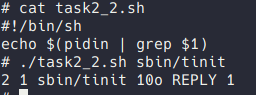 # cat task2_2.sh
#!/bin/sh
echo $(pidin | grep $1)
# ./task2_2.sh sbin/tinit
2 1 sbin/tinit 10o REPLY 1
#